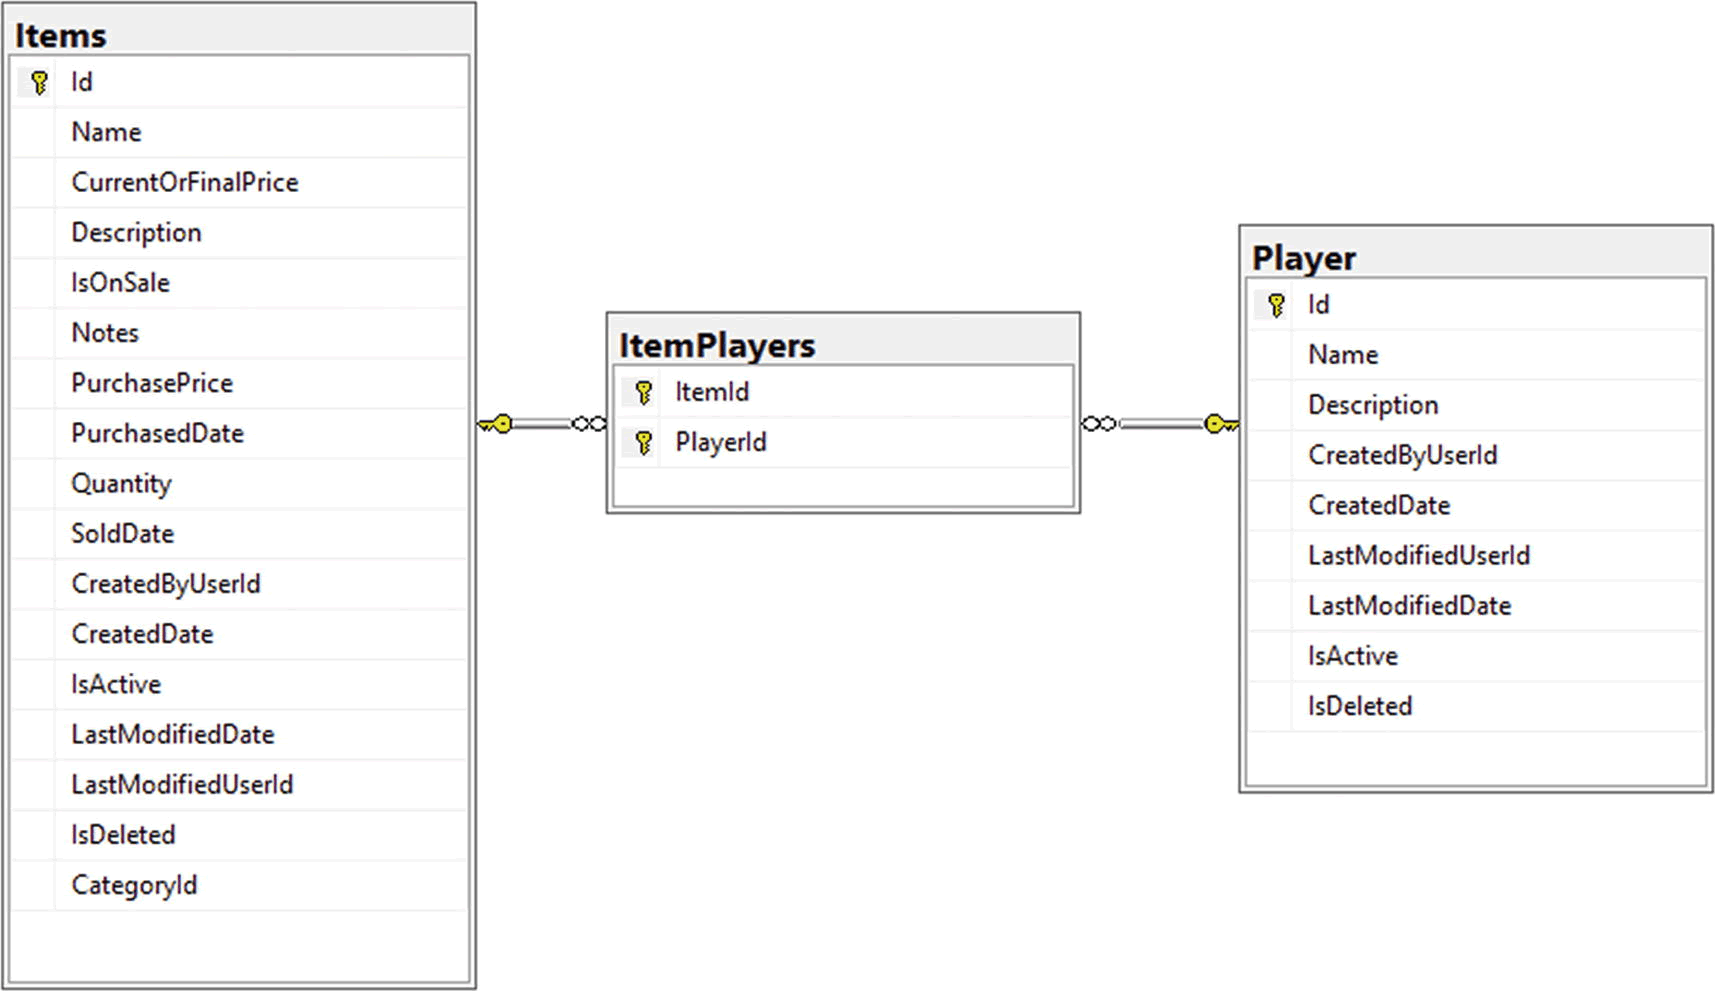 Items
Id
Name
CurrentOrFinalPrice
Description
IsOnSale
Notes
PurchasePrice
PurchasedDate
Quantity
SoldDate
CreatedByUserId
CreatedDate
IsActive
LastModifiedDate
LastModifiedUserId
IsDeleted
CategoryId
ItemPlayers
ItemId
PlayerId
Player
Id
Name
Description
CreatedByUserId
CreatedDate
LastModifiedUserId
LastModifiedDate
IsActive
IsDeleted